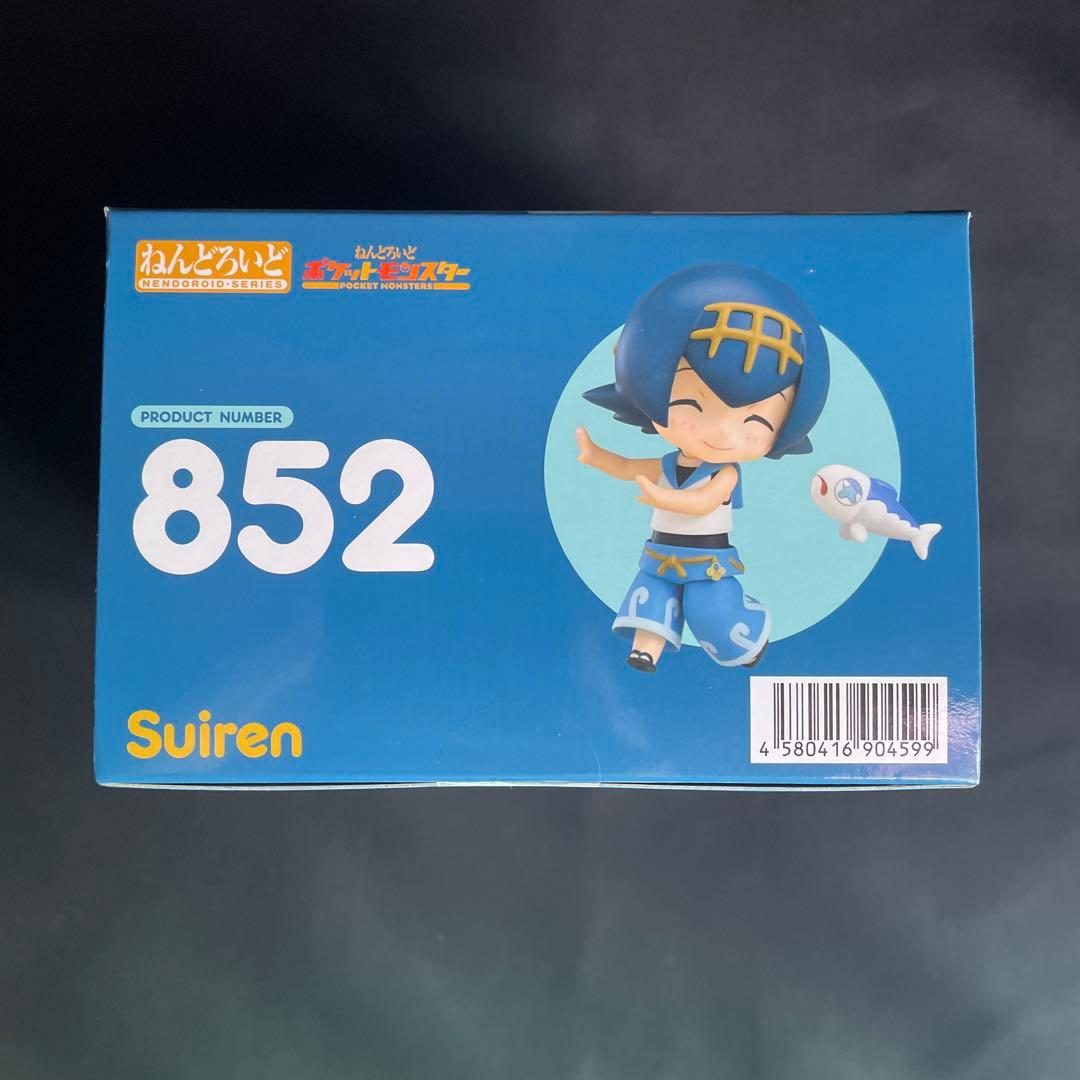 ねんどろいど
NENDOROID·SERIES
ねんどろいど
ポケットモンスター
POCKET MONSTERS
PRODUCT NUMBER
852
Suiren
4 580416 904599